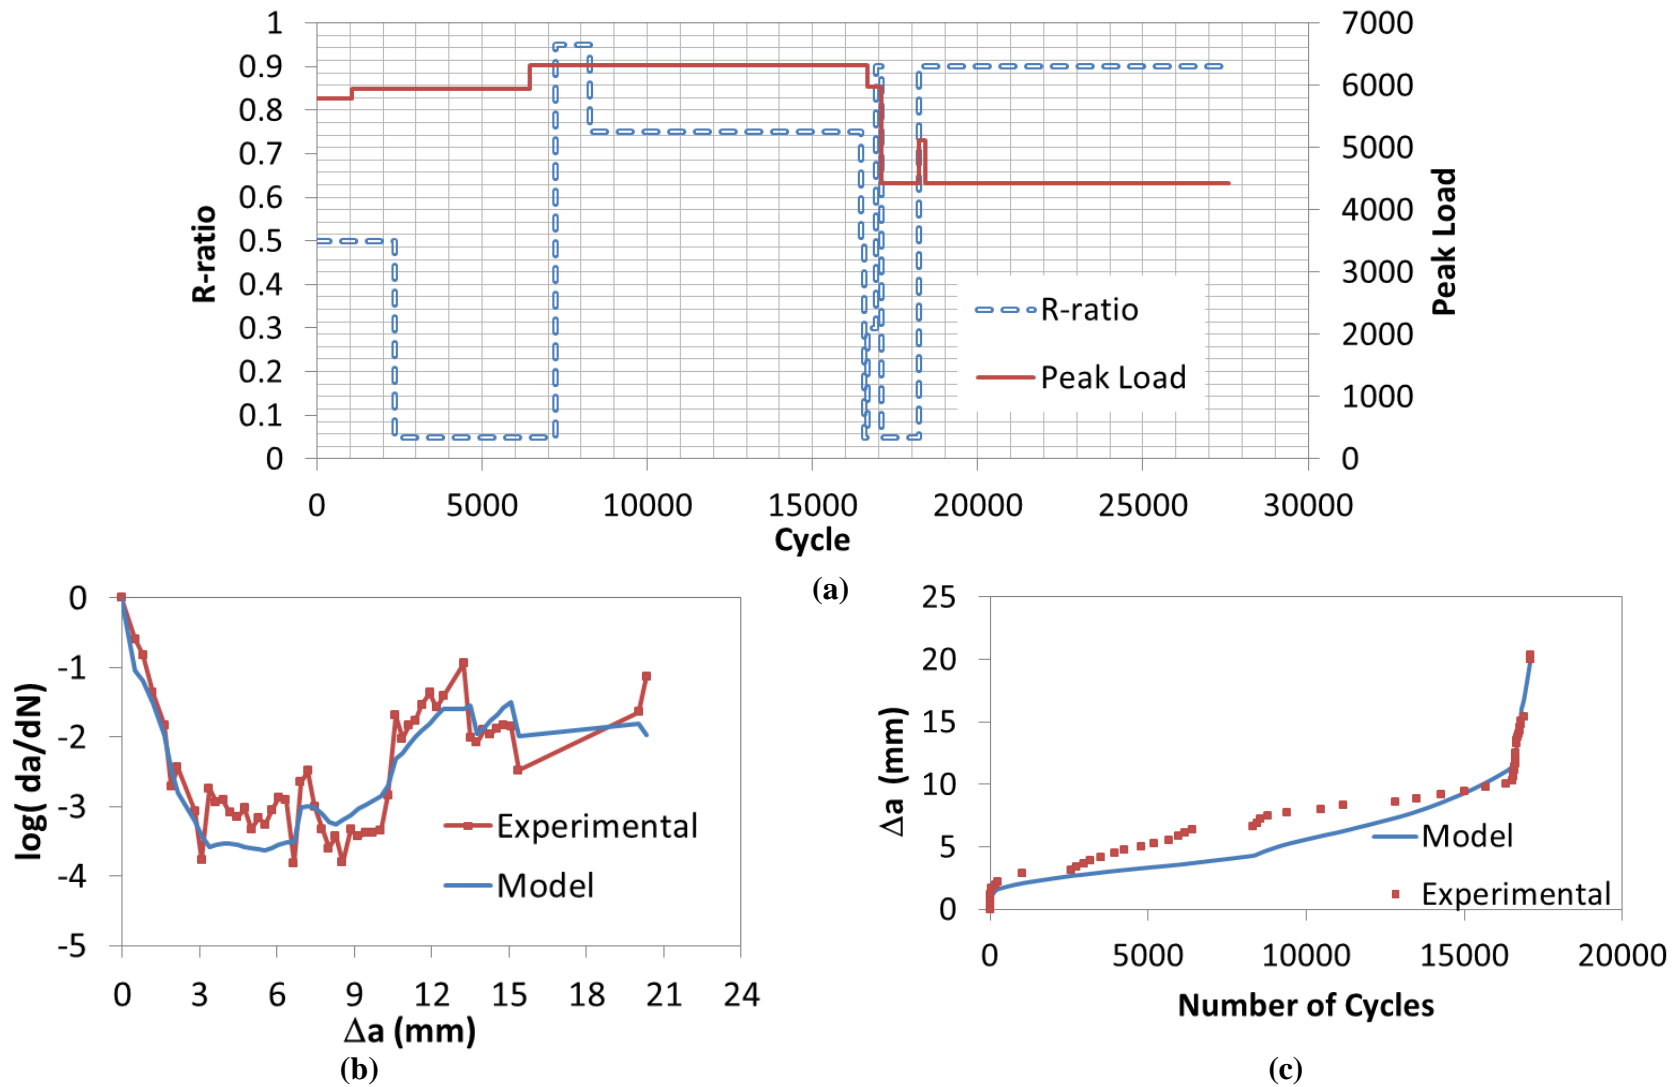 1 7000
0.9 6000
0.8 5000
0.7 4000
0.6 3000
0.5 2000
0.4 1000
0.3 0
0.2
0.1
0
R-ratio
Peak Load
R-ratio
Peak Load
0 5000 10000 15000 20000 25000 30000
Cycle
(a)
0
-1
-2
-3
-4
-5
log( da/dN)
Experimental
Model
0 3 6 9 12 15 18 21 24
Δa (mm)
(b)
25
20
15
10
5
0
Δa (mm)
Model
Experimental
0 5000 10000 15000 20000
Number of Cycles
(c)